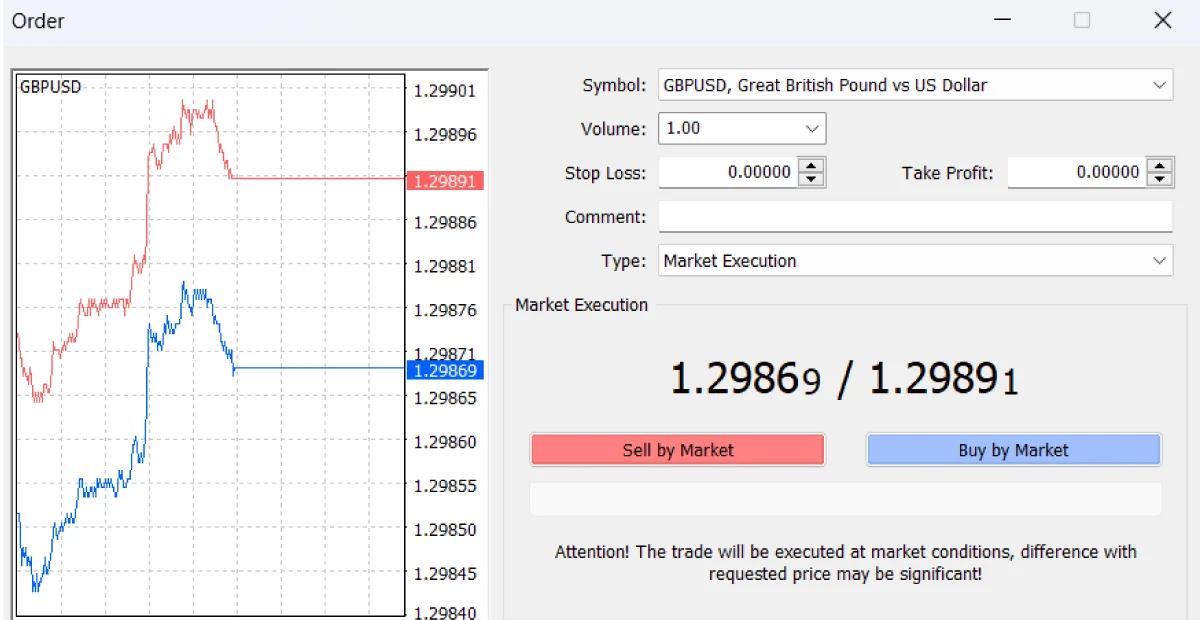 Order
GBPUSD
1.29901
1.29896
1.29891
1.29886
1.29881
1.29876
1.29871
1.29869
1.29865
1.29860
1.29855
1.29850
1.29845
1.29840
Symbol: GBPUSD, Great British Pound vs US Dollar
Volume: 1.00
Stop Loss: 0.00000 Take Profit: 0.00000
Comment:
Type: Market Execution
Market Execution
1.29869 / 1.29891
Sell by Market Buy by Market
Attention! The trade will be executed at market conditions, difference with
requested price may be significant!